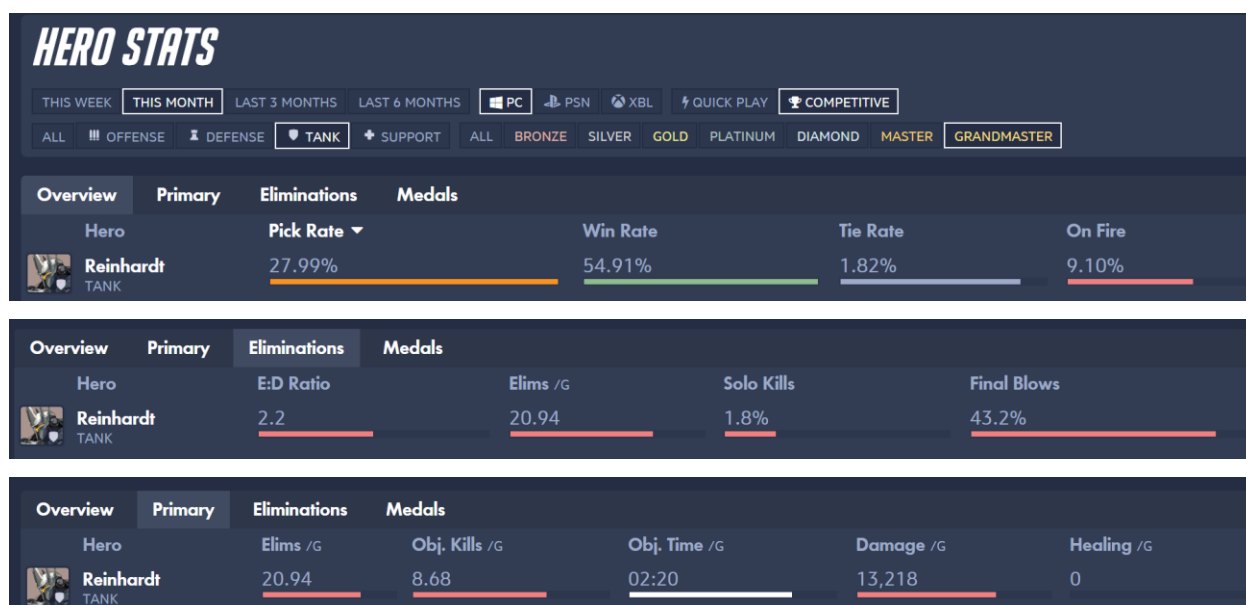 HERO STATS
THIS WEEK THIS MONTH LAST 3 MONTHS LAST 6 MONTHS PC PSN XBL QUICK PLAY COMPETITIVE
ALL OFFENSE DEFENSE TANK SUPPORT ALL BRONZE SILVER GOLD PLATINUM DIAMOND MASTER GRANDMASTER
Overview Primary Eliminations Medals
Hero Pick Rate Win Rate Tie Rate On Fire
Reinhardt 27.99% 54.91% 1.82% 9.10%
TANK
Overview Primary Eliminations Medals
Hero E:D Ratio Elims /G Solo Kills Final Blows
Reinhardt 2.2 20.94 1.8% 43.2%
TANK
Overview Primary Eliminations Medals
Hero Elims /G Obj. Kills /G Obj. Time /G Damage /G Healing /G
Reinhardt 20.94 8.68 02:20 13,218 0
TANK